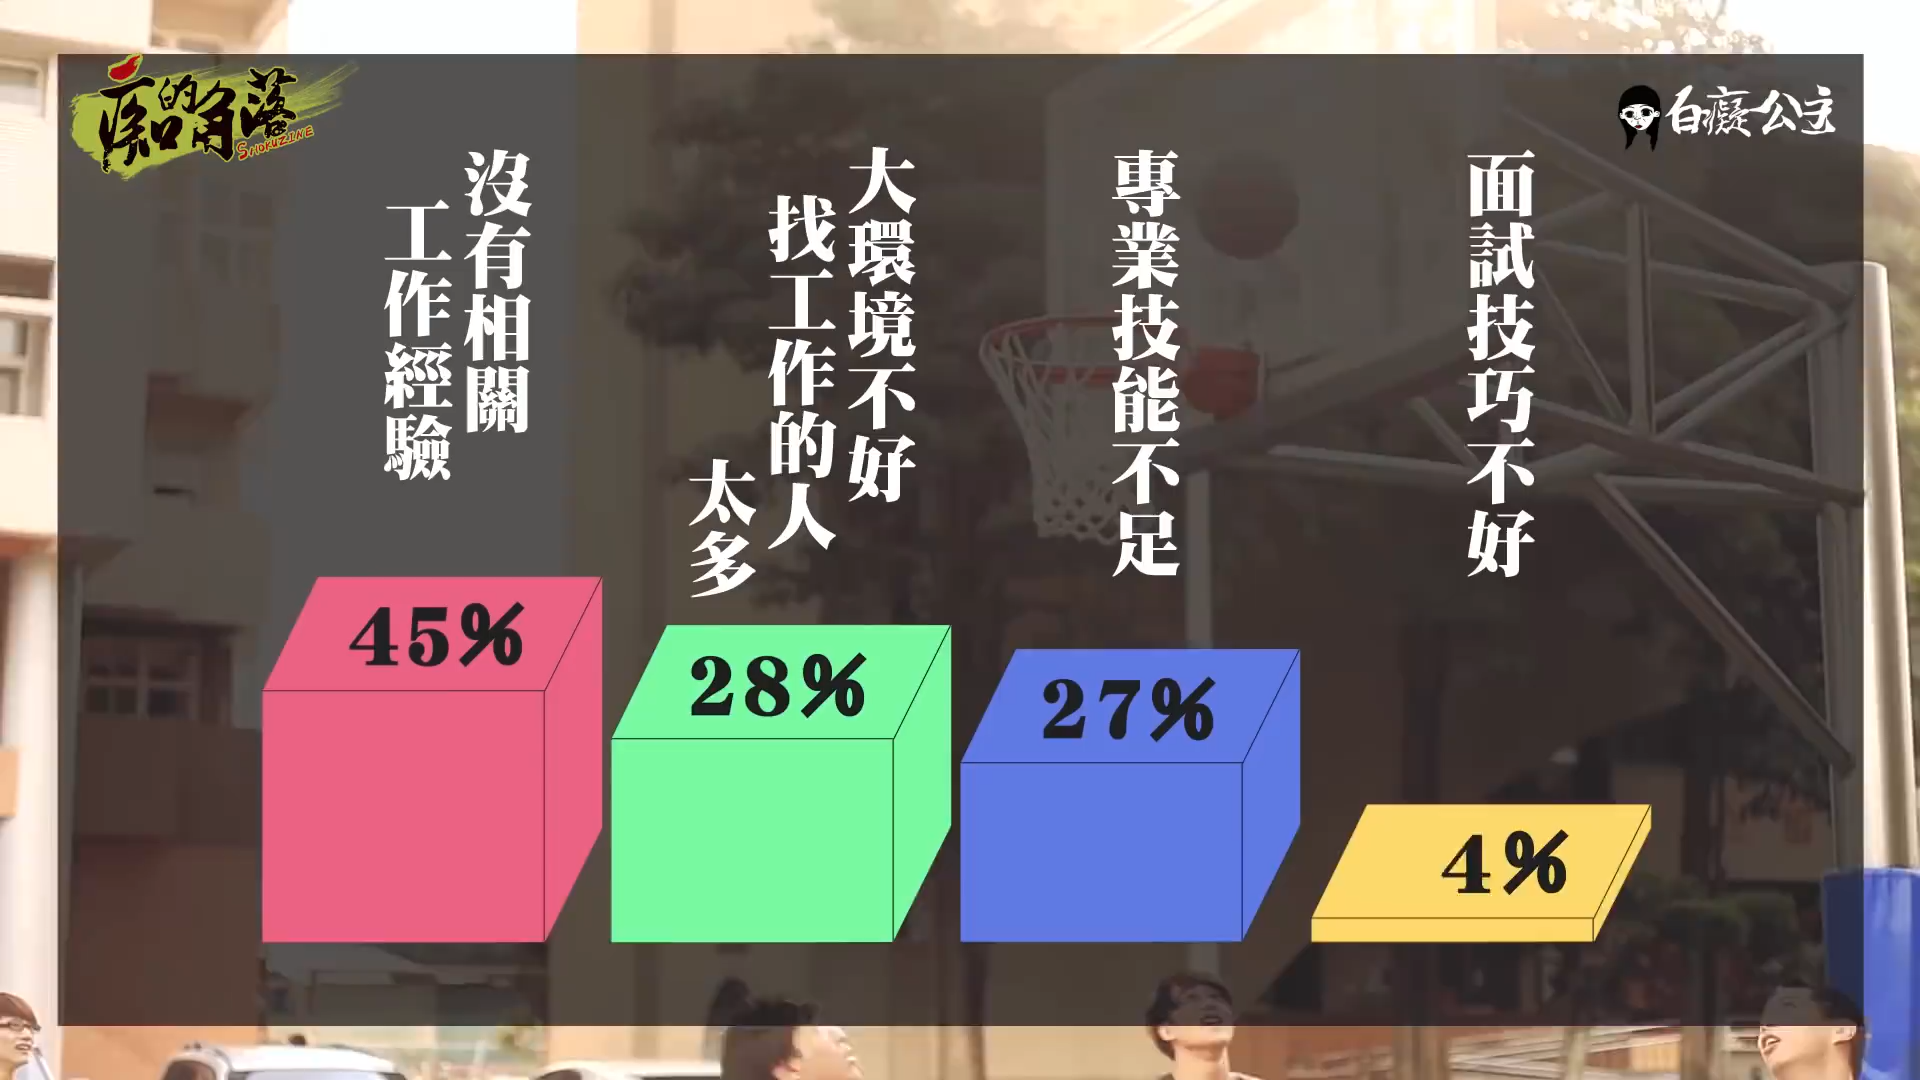 痞的角落
SHOKUZINE
白癡公主
沒有相關
工作經驗
大環境不好
找工作的人
太多
專業技能不足
面試技巧不好
45%
28%
27%
4%